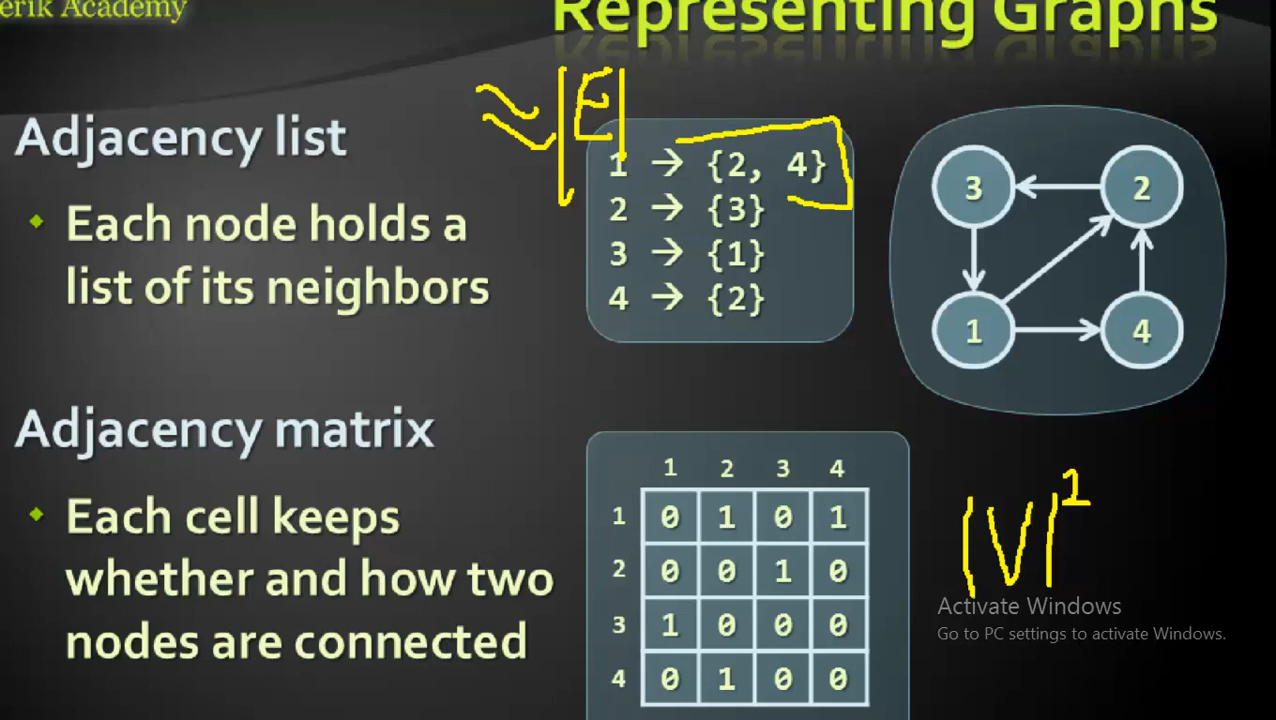 erik Academy
Representing Graphs
Adjacency list
≈ |E|
◆ Each node holds a
list of its neighbors
1 → {2, 4}
2 → {3}
3 → {1}
4 → {2}
3 2
1 4
Adjacency matrix
◆ Each cell keeps
whether and how two
nodes are connected
1 2 3 4
1 0 1 0 1
2 0 0 1 0
3 1 0 0 0
4 0 1 0 0
|V|
Activate Windows
Go to PC settings to activate Windows.